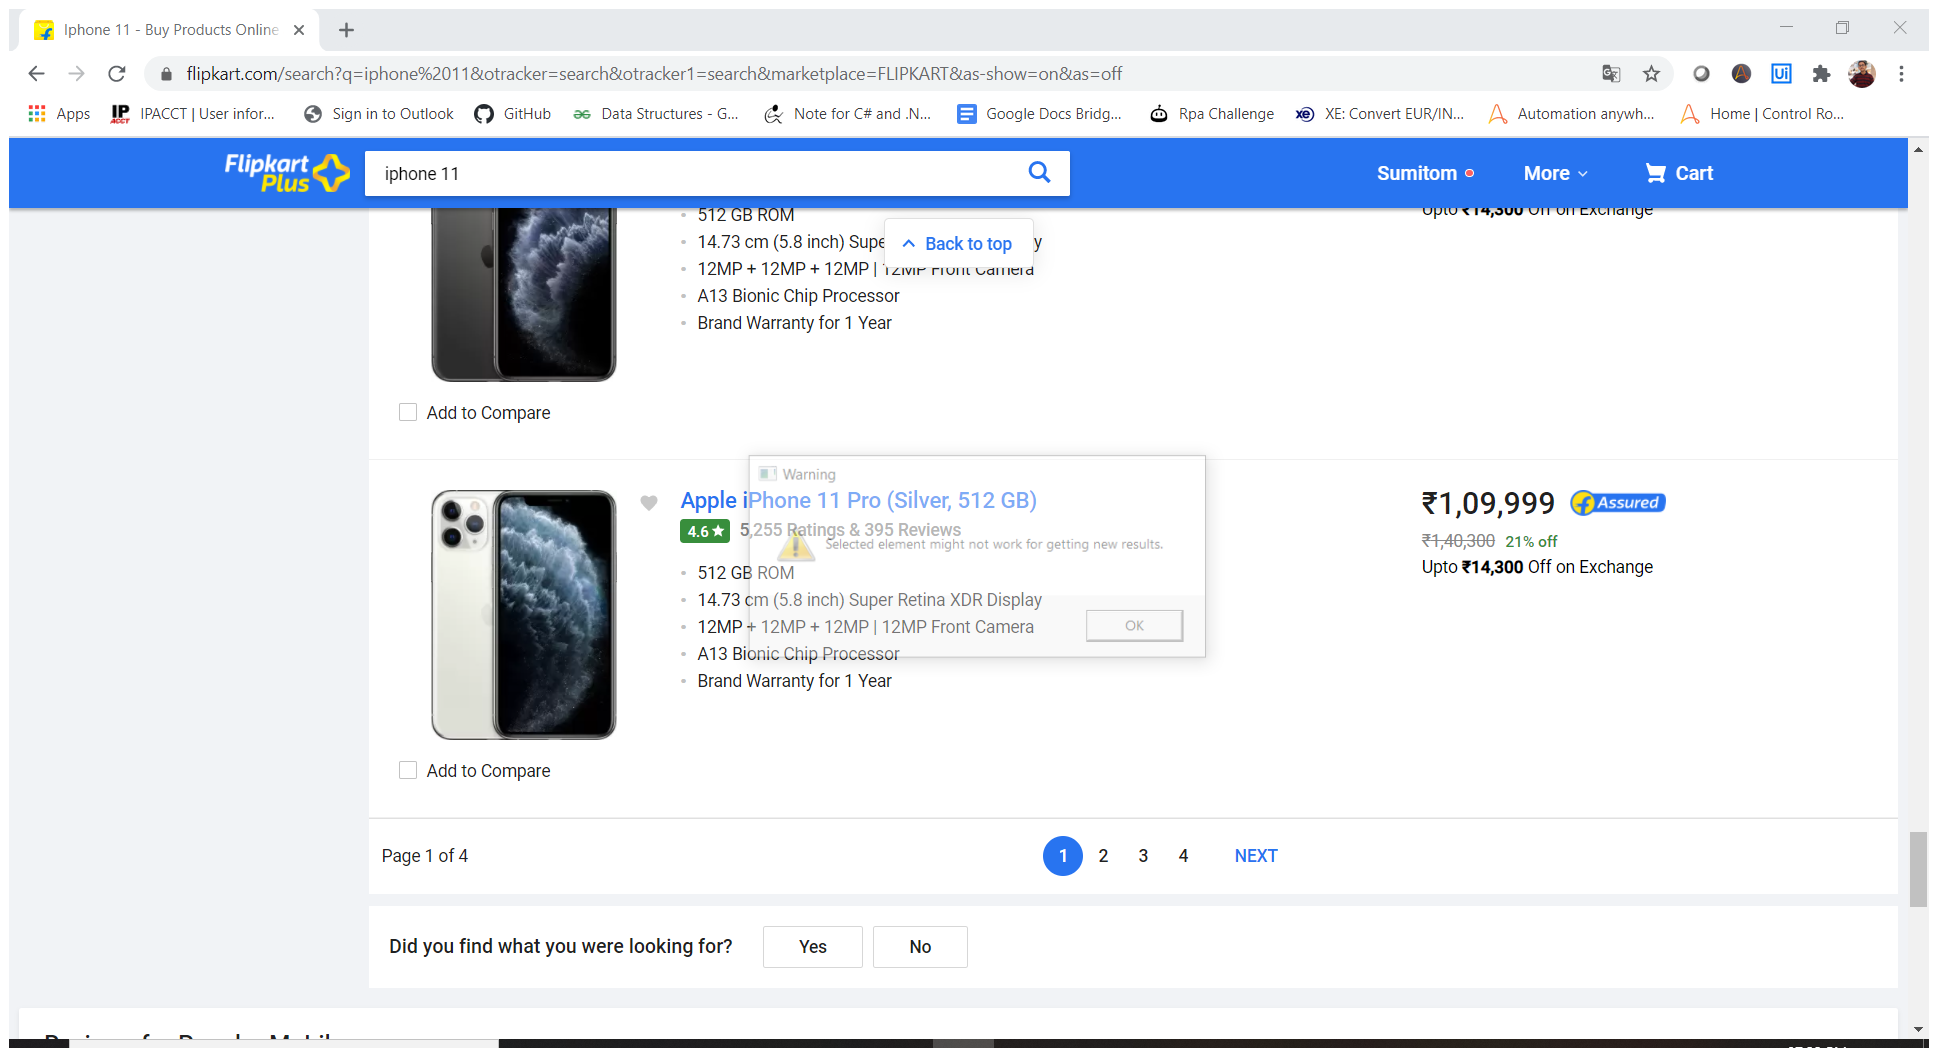 Iphone 11 - Buy Products Online
flipkart.com/search?q=iphone%2011&otracker=search&otracker1=search&marketplace=FLIPKART&as-show=on&as=off
Apps IPACCT | User infor... Sign in to Outlook GitHub Data Structures - G... Note for C# and .N... Google Docs Bridg... Rpa Challenge XE: Convert EUR/IN... Automation anywh... Home | Control Ro...
Flipkart Plus
iphone 11
Sumitom More Cart
512 GB ROM
Upto ₹14,300 Off on Exchange
14.73 cm (5.8 inch) Supe
y
Back to top
12MP + 12MP + 12MP | 12MP Front Camera
A13 Bionic Chip Processor
Brand Warranty for 1 Year
Add to Compare
Warning
Apple iPhone 11 Pro (Silver, 512 GB)
₹1,09,999 Assured
4.6★ 5,255 Ratings & 395 Reviews
Selected element might not work for getting new results.
₹1,40,300 21% off
Upto ₹14,300 Off on Exchange
512 GB ROM
14.73 cm (5.8 inch) Super Retina XDR Display
12MP + 12MP + 12MP | 12MP Front Camera
OK
A13 Bionic Chip Processor
Brand Warranty for 1 Year
Add to Compare
Page 1 of 4
1 2 3 4 NEXT
Did you find what you were looking for? Yes No